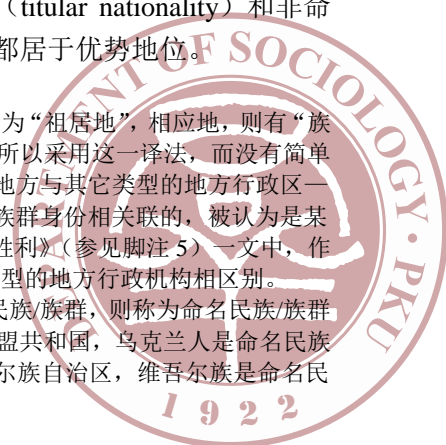 （titular nationality）和非命
都居于优势地位。
为“祖居地”，相应地，则有“族
所以采用这一译法，而没有简单
地方与其它类型的地方行政区—
族群身份相关联的，被认为是某
胜利》（参见脚注 5）一文中，作
型的地方行政机构相区别。
民族/族群，则称为命名民族/族群
盟共和国，乌克兰人是命名民族
尔族自治区，维吾尔族是命名民
DEPARTMENT OF SOCIOLOGY · PKU
1922